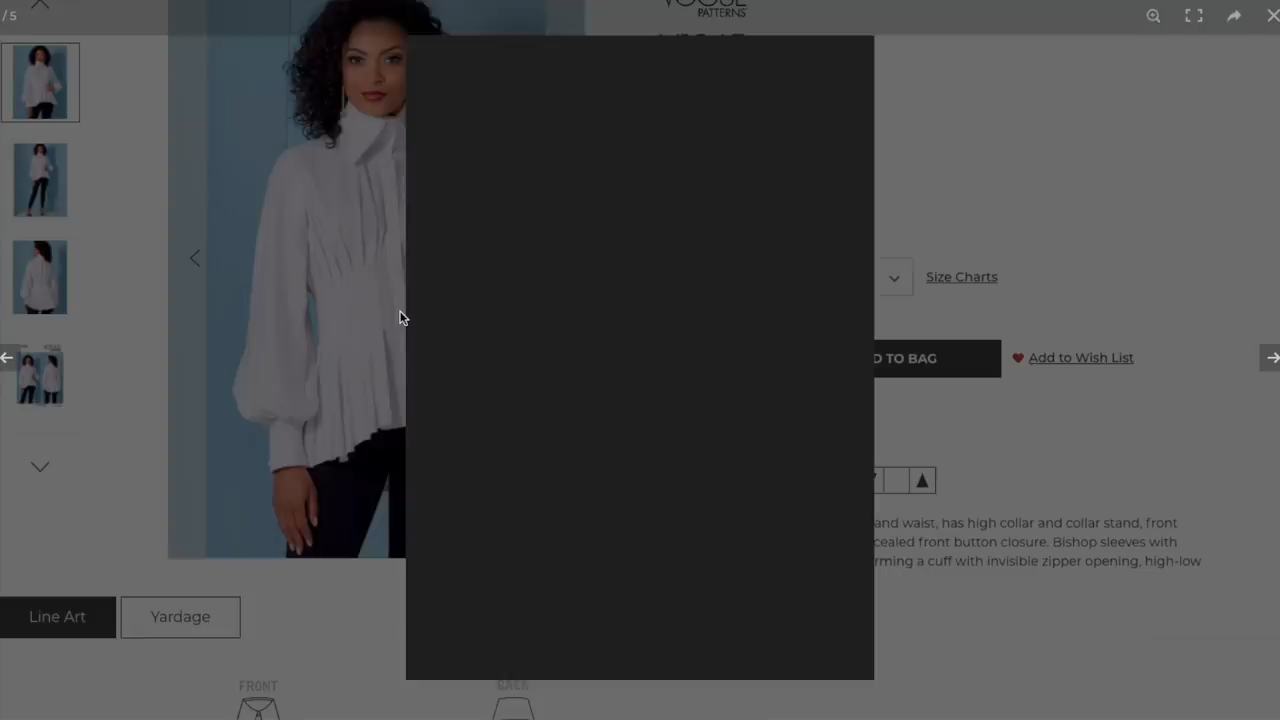 / 5
VOGUE
PATTERNS
Size Charts
D TO BAG
Add to Wish List
and waist, has high collar and collar stand, front
cealed front button closure. Bishop sleeves with
rming a cuff with invisible zipper opening, high-low
Line Art
Yardage
FRONT
BACK